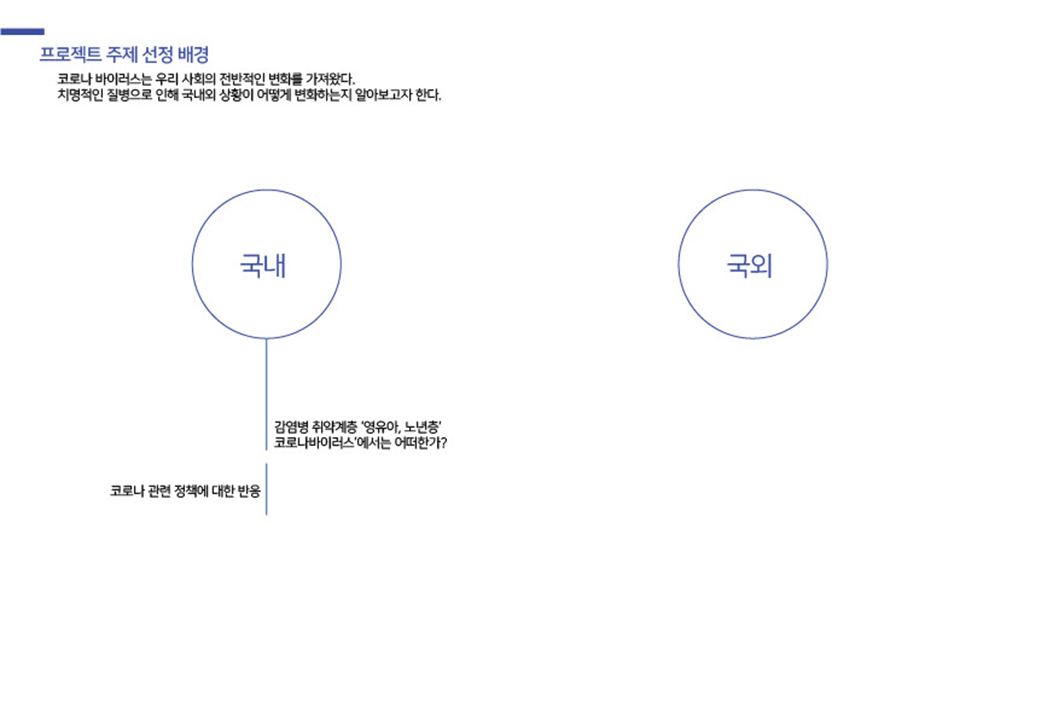 프로젝트 주제 선정 배경
코로나 바이러스는 우리 사회의 전반적인 변화를 가져왔다.
치명적인 질병으로 인해 국내외 상황이 어떻게 변화하는지 알아보고자 한다.
국내
국외
감염병 취약계층 '영유아, 노년층'
코로나바이러스'에서는 어떠한가?
코로나 관련 정책에 대한 반응